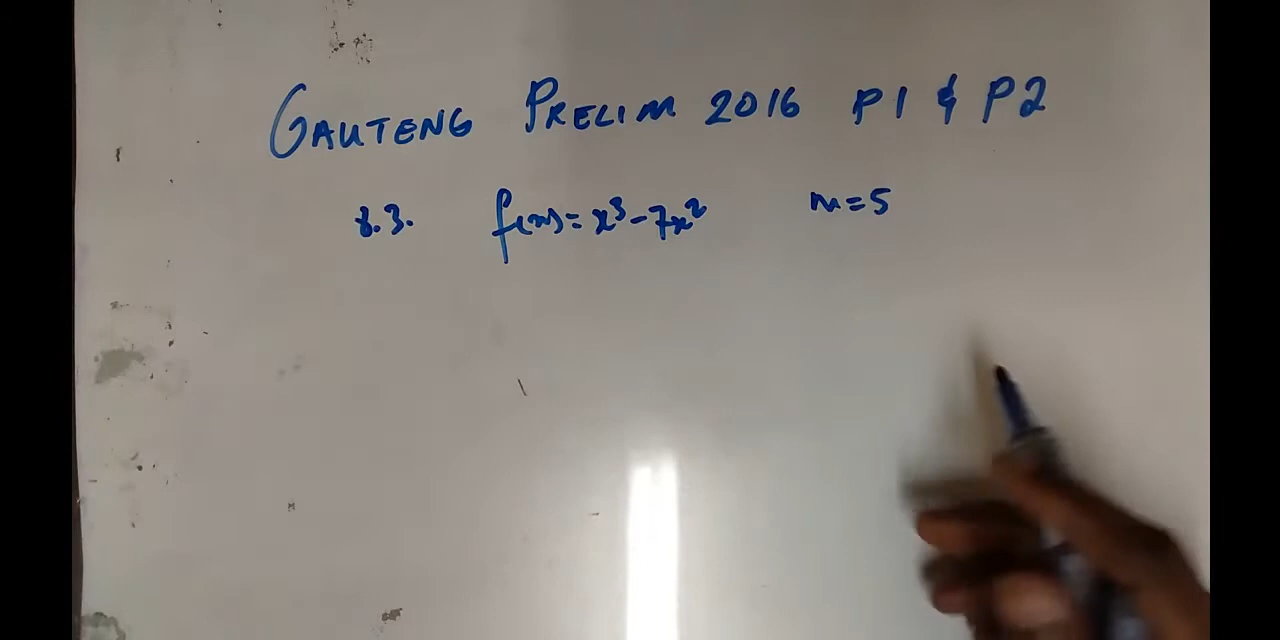 GAUTENG PRELIM 2016 P1 & P2
8.3. f(x) = x³ - 7x² m = 5